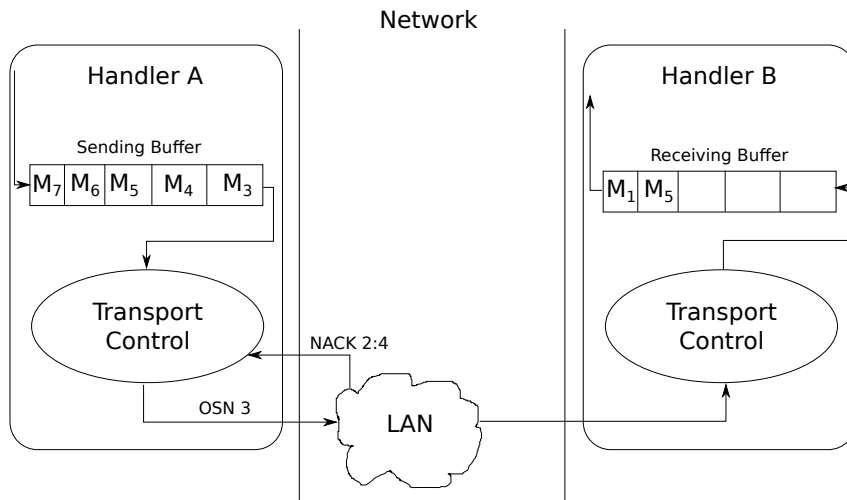 Network
Handler A
Handler B
Sending Buffer
Receiving Buffer
M₇ M₆ M₅ M₄ M₃
M₁ M₅
Transport
Control
Transport
Control
NACK 2:4
OSN 3
LAN